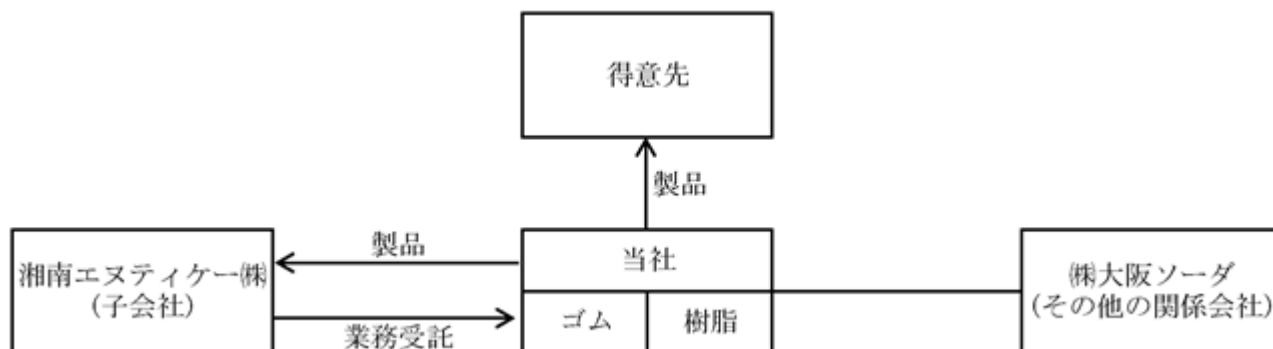 得意先
製品
製品
当社
湘南エヌティケー㈱
(子会社)
㈱大阪ソーダ
(その他の関係会社)
ゴム
樹脂
業務受託